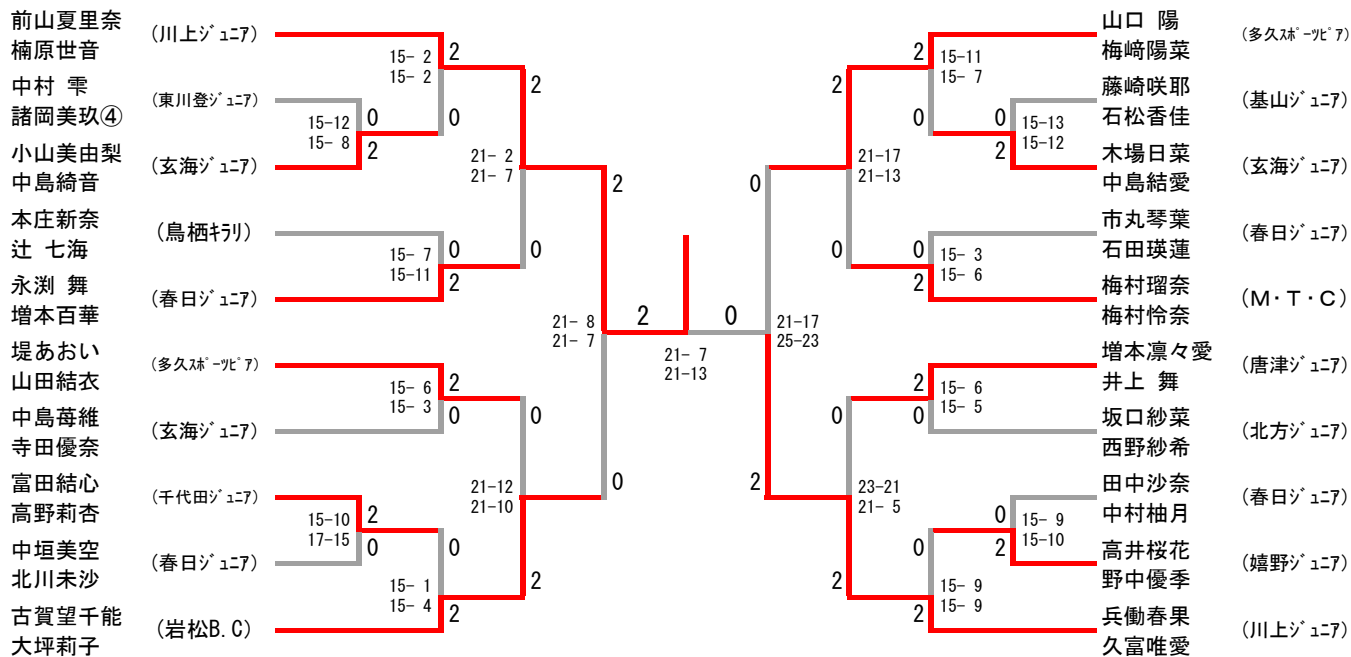 前山夏里奈
楠原世音
(川上ジュニア)
中村 雫
諸岡美玖④
(東川登ジュニア)
小山美由梨
中島綺音
(玄海ジュニア)
本庄新奈
辻 七海
(鳥栖キラリ)
永渕 舞
増本百華
(春日ジュニア)
堤あおい
山田結衣
(多久スポーツピア)
中島苺維
寺田優奈
(玄海ジュニア)
富田結心
高野莉杏
(千代田ジュニア)
中垣美空
北川未沙
(春日ジュニア)
古賀望千能
大坪莉子
(岩松B.C)
15-12
15- 8
0
2
15-10
17-15
2
0
15- 2
15- 2
2
0
15- 7
15-11
0
2
15- 6
15- 3
2
0
15- 1
15- 4
0
2
21- 2
21- 7
2
0
21-12
21-10
0
2
21- 8
21- 7
2
0
2
0
21- 7
21-13
21-17
25-23
0
2
21-17
21-13
2
0
23-21
21- 5
0
2
15-11
15- 7
2
0
15- 3
15- 6
0
2
15- 6
15- 5
2
0
15- 9
15- 9
0
2
15-13
15-12
0
2
15- 9
15-10
0
2
山口 陽
梅﨑陽菜
(多久スポーツピア)
藤崎咲耶
石松香佳
(基山ジュニア)
木場日菜
中島結愛
(玄海ジュニア)
市丸琴葉
石田瑛蓮
(春日ジュニア)
梅村瑠奈
梅村怜奈
(M・T・C)
増本凛々愛
井上 舞
(唐津ジュニア)
坂口紗菜
西野紗希
(北方ジュニア)
田中沙奈
中村柚月
(春日ジュニア)
高井桜花
野中優季
(嬉野ジュニア)
兵働春果
久富唯愛
(川上ジュニア)